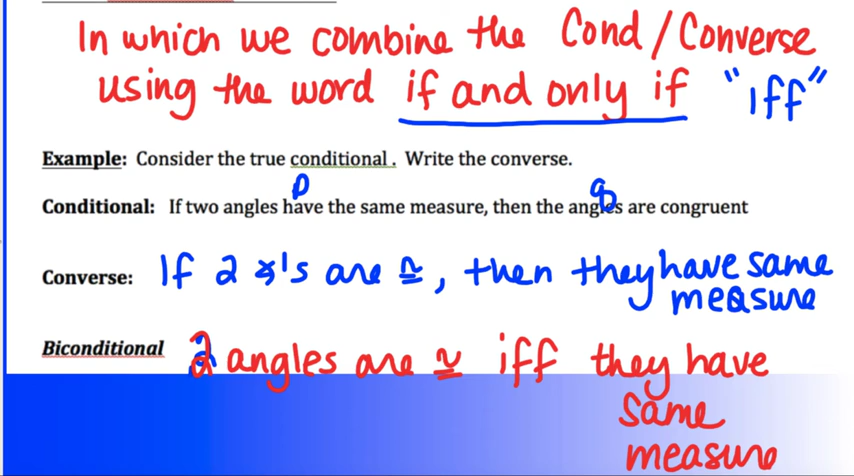 In which we combine the Cond/Converse
using the word if and only if "iff"
Example: Consider the true conditional. Write the converse.
p q
Conditional: If two angles have the same measure, then the angles are congruent
Converse: If 2 ∡'s are ≅, then they have same
measure
Biconditional 2 angles are ≅ iff they have
same
measure